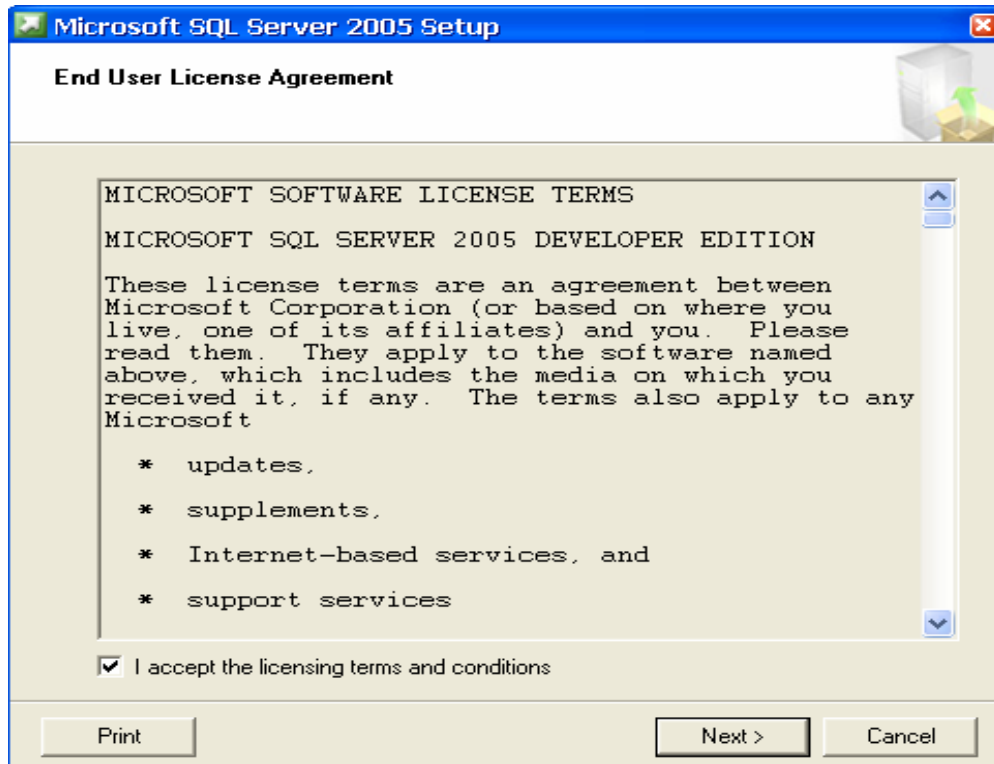 Microsoft SQL Server 2005 Setup
End User License Agreement
MICROSOFT SOFTWARE LICENSE TERMS
MICROSOFT SQL SERVER 2005 DEVELOPER EDITION
These license terms are an agreement between
Microsoft Corporation (or based on where you
live, one of its affiliates) and you.  Please
read them.  They apply to the software named
above, which includes the media on which you
received it, if any.  The terms also apply to any
Microsoft
* updates,
* supplements,
* Internet-based services, and
* support services
I accept the licensing terms and conditions
Print Next > Cancel